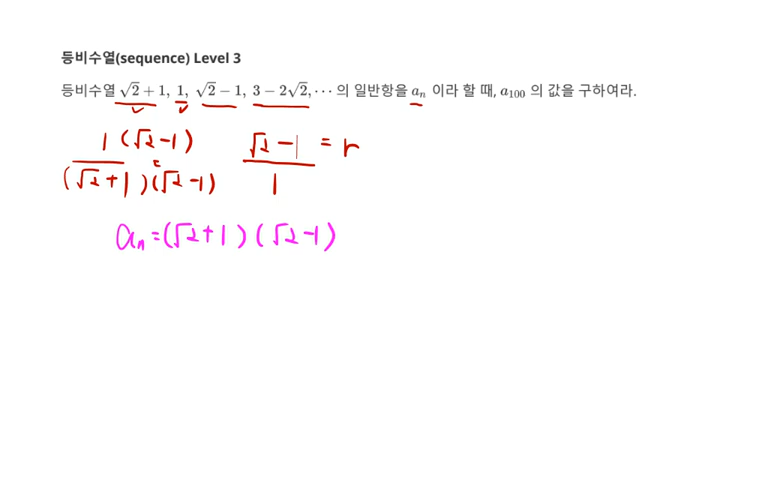 등비수열(sequence) Level 3
등비수열 √2 + 1, 1, √2 − 1, 3 − 2√2, ⋯ 의 일반항을 aₙ 이라 할 때, a₁₀₀ 의 값을 구하여라.
1 (√2 −1)
(√2 +1 ) (√2 −1)
√2 − 1 = r
1
aₙ = (√2 +1 ) ( √2 −1)